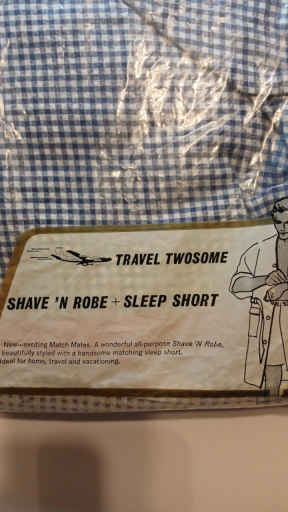 TRAVEL TWOSOME
SHAVE 'N ROBE + SLEEP SHORT
New—exciting Match Mates. A wonderful all-purpose Shave 'N Robe,
beautifully styled with a handsome matching sleep short.
Ideal for home, travel and vacationing.